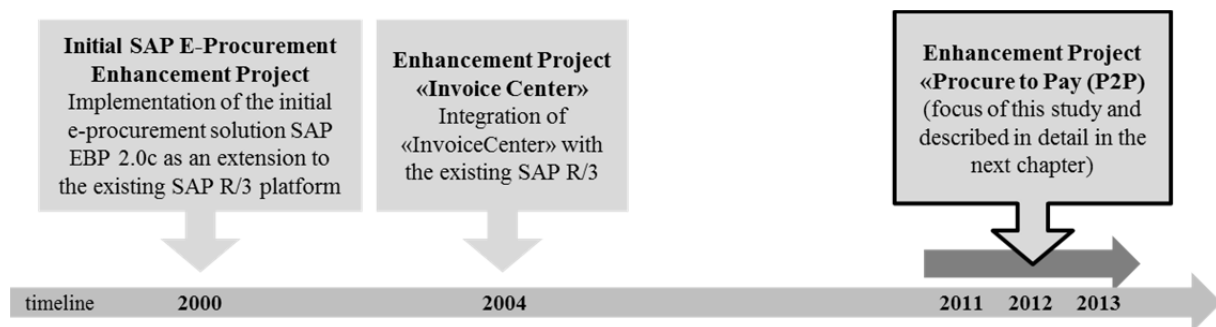 Initial SAP E-Procurement
Enhancement Project
Implementation of the initial
e-procurement solution SAP
EBP 2.0c as an extension to
the existing SAP R/3 platform
Enhancement Project
«Invoice Center»
Integration of
«InvoiceCenter» with
the existing SAP R/3
Enhancement Project
«Procure to Pay (P2P)
(focus of this study and
described in detail in the
next chapter)
timeline 2000 2004 2011 2012 2013